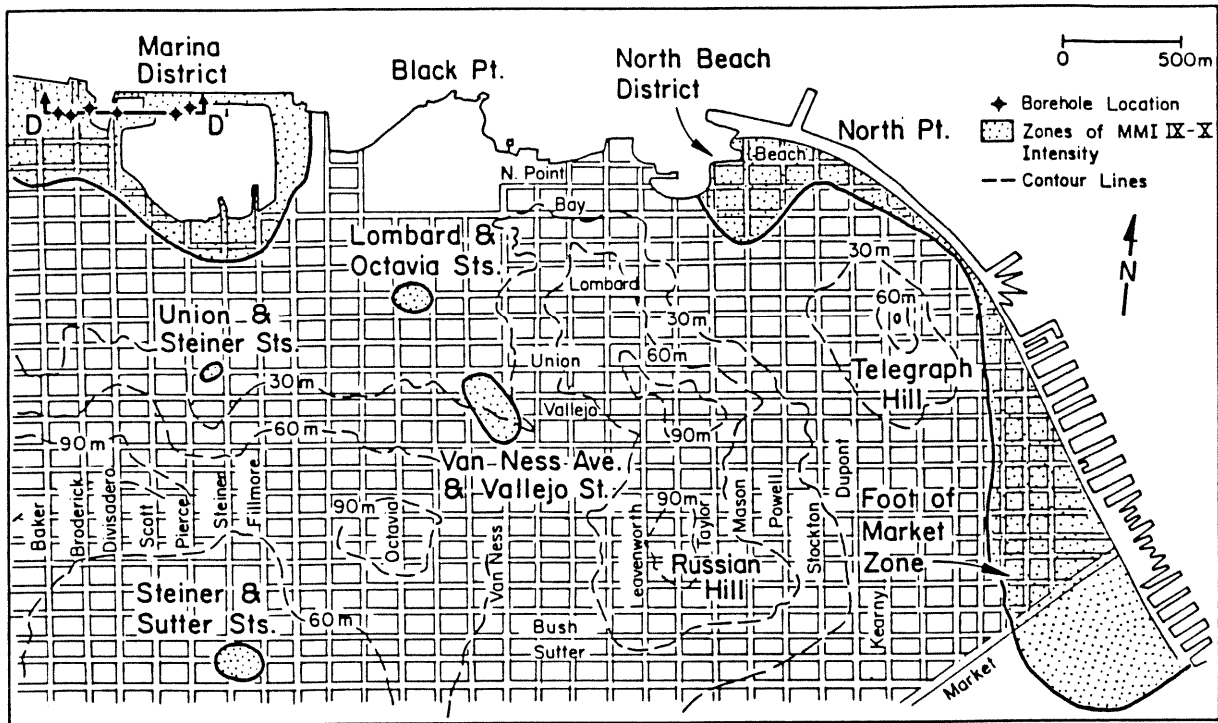 Marina
District
Black Pt.
North Beach
District
0 500m
Borehole Location
Zones of MMI IX-X
Intensity
Contour Lines
N
D D'
North Pt.
Beach
N. Point
Bay
Lombard &
Octavia Sts.
Lombard
30m
60m
Union &
Steiner Sts.
30m
Union
60m
Telegraph
Hill
30m
Vallejo
90m
60m
90m
Van Ness Ave.
& Vallejo St.
Baker
Broderick
Divisadero
Scott
Pierce
Steiner
Fillmore
90m
Octavia
Van Ness
Leavenworth
90m
Taylor
Mason
Powell
Stockton
Dupont
Kearny
Foot of
Market
Zone
Russian
Hill
Steiner &
Sutter Sts.
60m
Bush
Sutter
Market